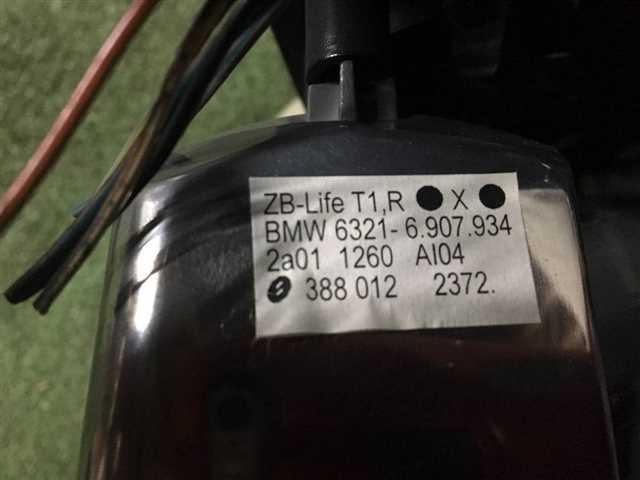 ZB-Life T1,R ● X ●
BMW 6321- 6.907.934
2a01 1260 AI04
388 012 2372.